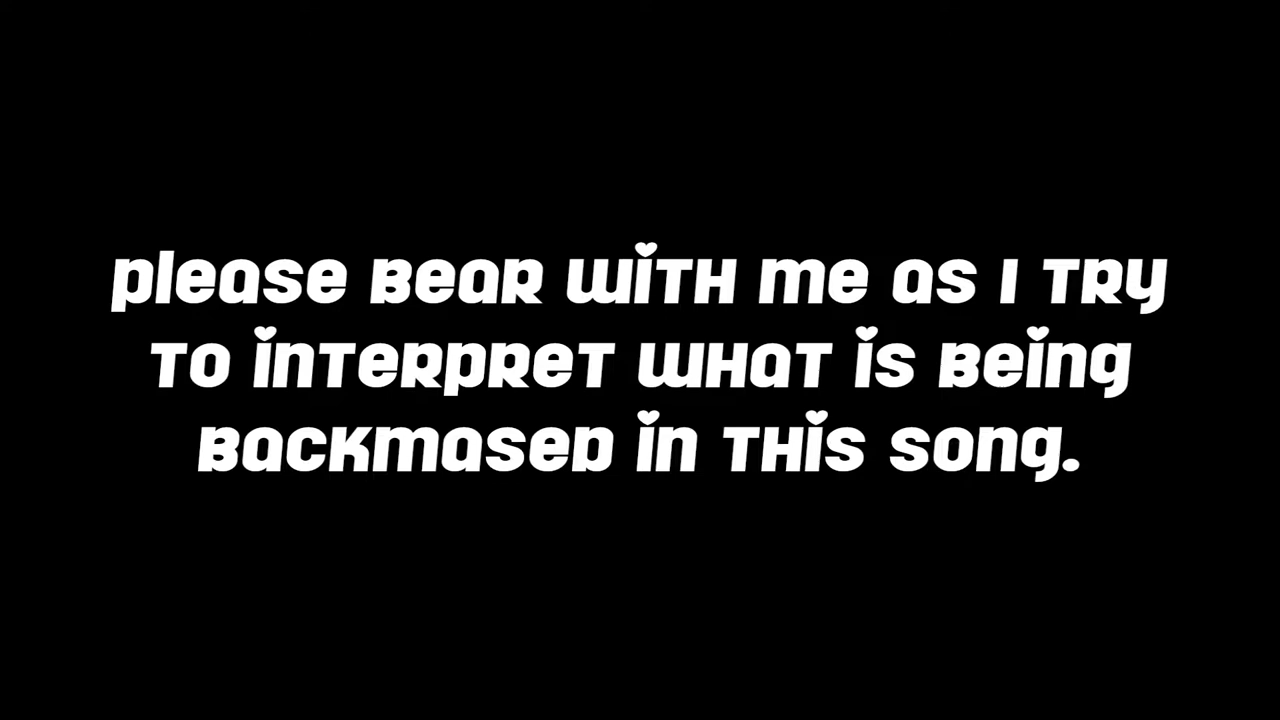 Please bear with me as I try
to interpret what is being
backmased in this song.